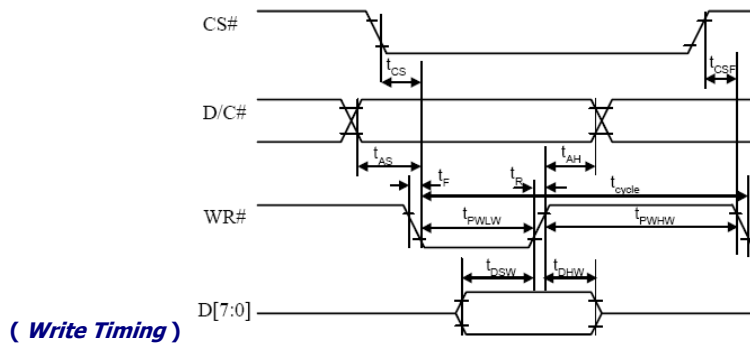 CS#
tCS
tCSF
D/C#
tAS
tAH
tF
tR
tcycle
WR#
tPWLW
tPWHW
tDSW
tDHW
D[7:0]
( Write Timing )